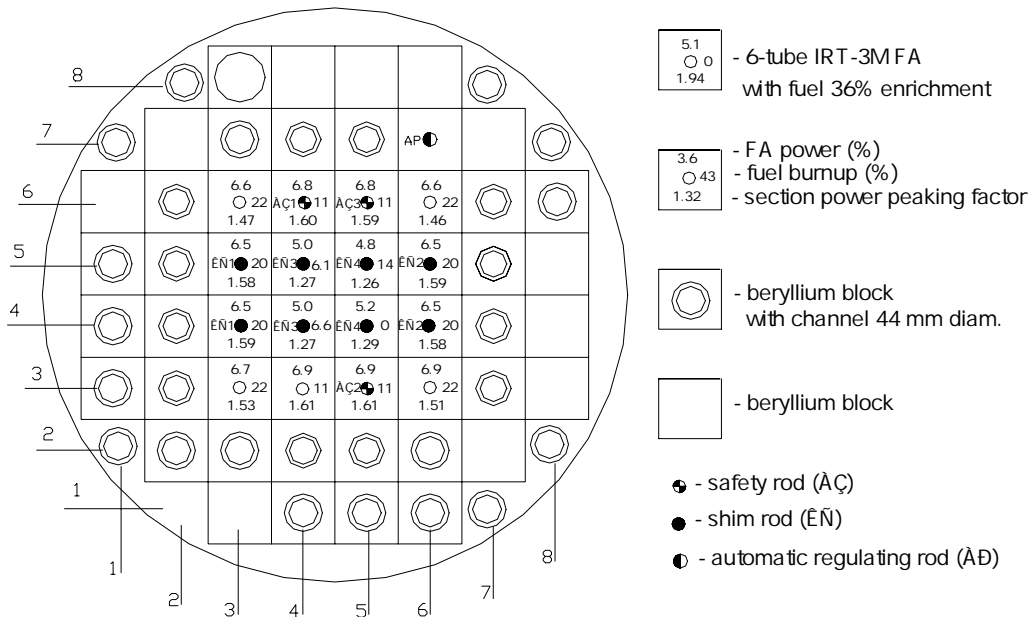 8
7
AP
6
6.6
22
1.47
6.8
ÀÇ1 11
1.60
6.8
ÀÇ3 11
1.59
6.6
22
1.46
5
6.5
ÊÑ1 20
1.58
5.0
ÊÑ3 6.1
1.27
4.8
ÊÑ4 14
1.26
6.5
ÊÑ2 20
1.59
4
6.5
ÊÑ1 20
1.59
5.0
ÊÑ3 6.6
1.27
5.2
ÊÑ4 0
1.29
6.5
ÊÑ2 20
1.58
3
6.7
22
1.53
6.9
11
1.61
6.9
ÀÇ2 11
1.61
6.9
22
1.51
2
1
1
2
3
4
5
6
7
8
5.1
0
1.94
- 6-tube IRT-3M FA
with fuel 36% enrichment
3.6
43
1.32
- FA power (%)
- fuel burnup (%)
- section power peaking factor
- beryllium block
with channel 44 mm diam.
- beryllium block
- safety rod (ÀÇ)
- shim rod (ÊÑ)
- automatic regulating rod (ÀÐ)